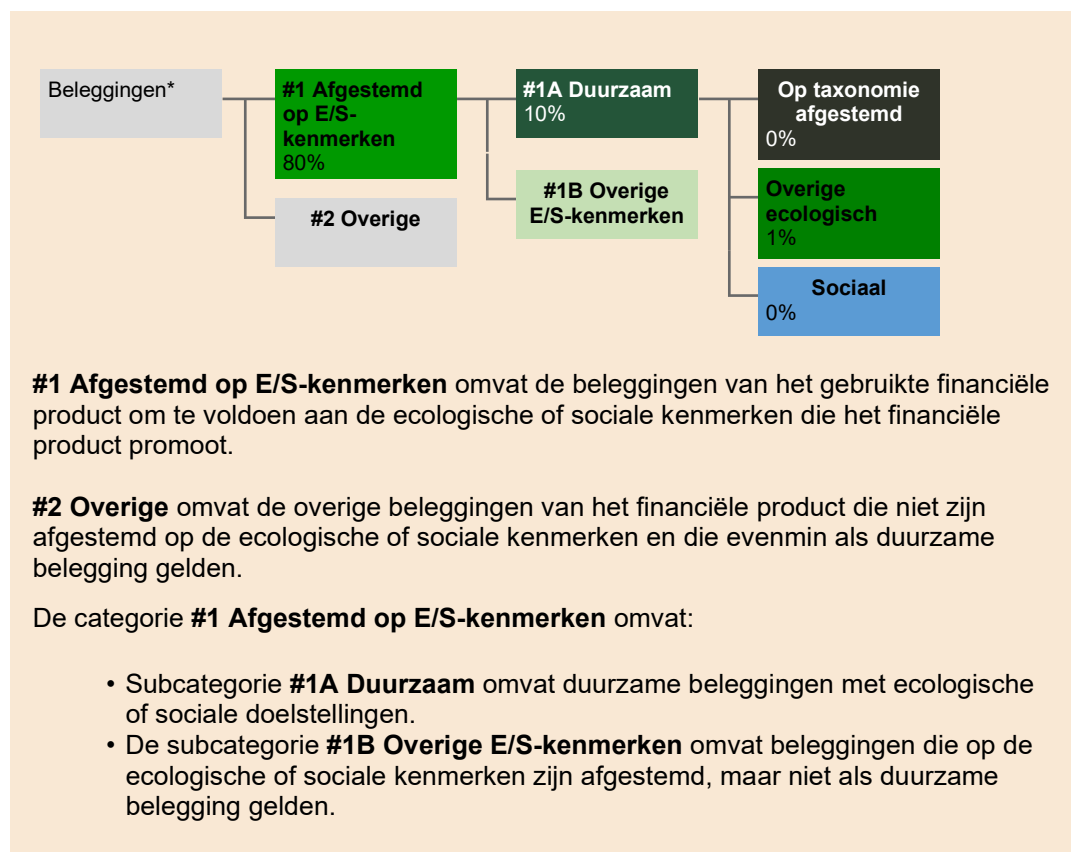 Beleggingen*
#1 Afgestemd
op E/S-
kenmerken
80%
#2 Overige
#1A Duurzaam
10%
#1B Overige
E/S-kenmerken
Op taxonomie
afgestemd
0%
Overige
ecologisch
1%
Sociaal
0%
#1 Afgestemd op E/S-kenmerken omvat de beleggingen van het gebruikte financiële
product om te voldoen aan de ecologische of sociale kenmerken die het financiële
product promoot.
#2 Overige omvat de overige beleggingen van het financiële product die niet zijn
afgestemd op de ecologische of sociale kenmerken en die evenmin als duurzame
belegging gelden.
De categorie #1 Afgestemd op E/S-kenmerken omvat:
• Subcategorie #1A Duurzaam omvat duurzame beleggingen met ecologische
of sociale doelstellingen.
• De subcategorie #1B Overige E/S-kenmerken omvat beleggingen die op de
ecologische of sociale kenmerken zijn afgestemd, maar niet als duurzame
belegging gelden.